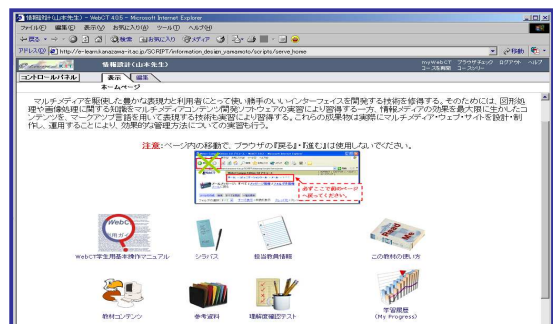 情報設計(山本先生) - WebCT 4.0.5 - Microsoft Internet Explorer
ファイル(F) 編集(E) 表示(V) お気に入り(A) ツール(T) ヘルプ(H)
戻る 検索 お気に入り メディア
アドレス(D) http://e-learn.kanazawa-it.ac.jp/SCRIPT/information_design_yamamoto/scripts/serve_home 移動
情報設計(山本先生)
myWebCT ブラウザチェック ログアウト ヘルプ
コントロールパネル 表示 編集
ホームページ
マルチメディアを駆使した豊かな表現力と利用者にとって使い勝手のいいインターフェイスを開発する技術を修得する。そのためには、図形処
理や画像処理に関する知識をマルチメディアコンテンツ開発ソフトウェアの実習により習得する一方、情報メディアの効果を最大限に生かしたコ
ンテンツを、マークアップ言語を用いて表現する技術も実習により習得する。これらの成果物は実際にマルチメディア・ウェブ・サイトを設計・制
作し、運用することにより、効果的な管理方法についての実習も行う。
注意:ページ内の移動で、ブラウザの『戻る』・『進む』は使用しないでください。
必ずここで前のページ
へ戻ってください。
WebCT
WebCT学生用基本操作マニュアル シラバス 担当教員情報 この教材の使い方
教材コンテンツ 参考資料 理解度確認テスト 学習履歴
(My Progress)